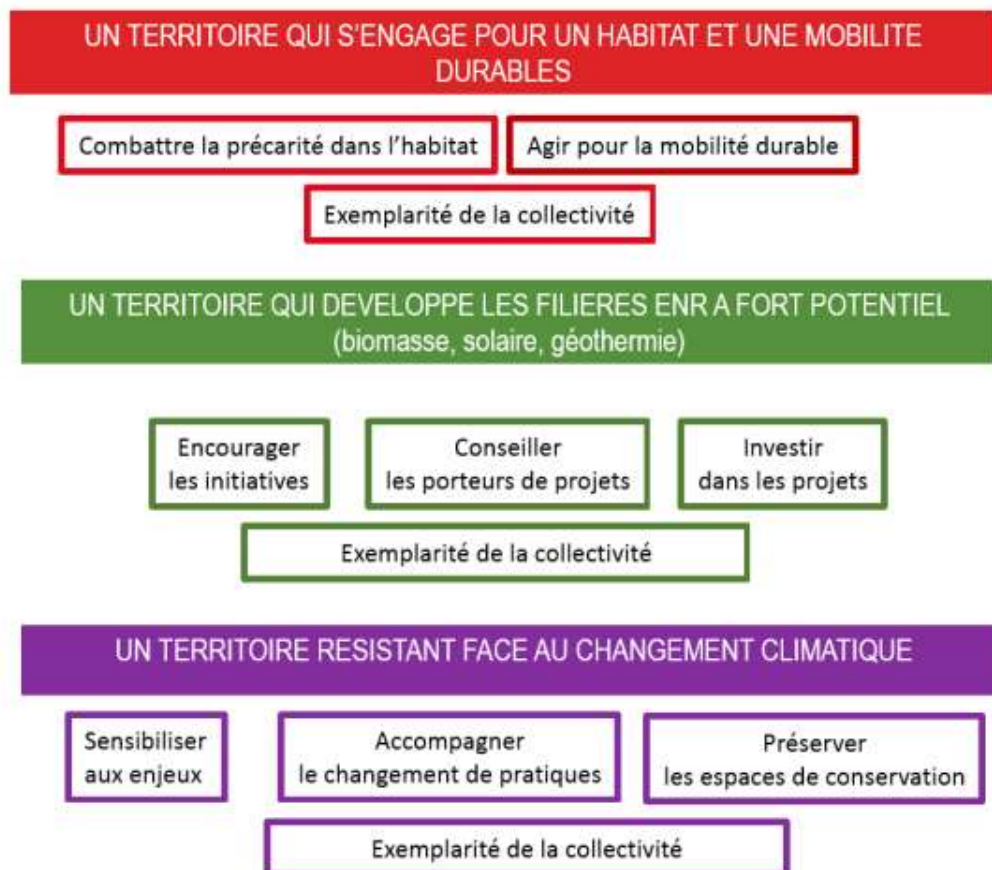 UN TERRITOIRE QUI S'ENGAGE POUR UN HABITAT ET UNE MOBILITE
DURABLES
Combattre la précarité dans l'habitat
Agir pour la mobilité durable
Exemplarité de la collectivité
UN TERRITOIRE QUI DEVELOPPE LES FILIERES ENR A FORT POTENTIEL
(biomasse, solaire, géothermie)
Encourager
les initiatives
Conseiller
les porteurs de projets
Investir
dans les projets
Exemplarité de la collectivité
UN TERRITOIRE RESISTANT FACE AU CHANGEMENT CLIMATIQUE
Sensibiliser
aux enjeux
Accompagner
le changement de pratiques
Préserver
les espaces de conservation
Exemplarité de la collectivité